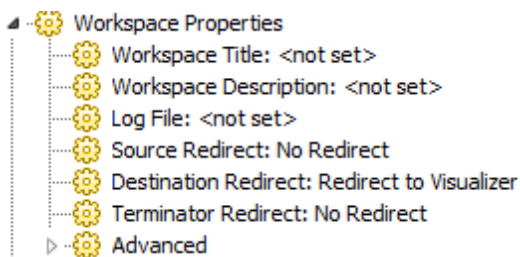 Workspace Properties
Workspace Title: <not set>
Workspace Description: <not set>
Log File: <not set>
Source Redirect: No Redirect
Destination Redirect: Redirect to Visualizer
Terminator Redirect: No Redirect
Advanced